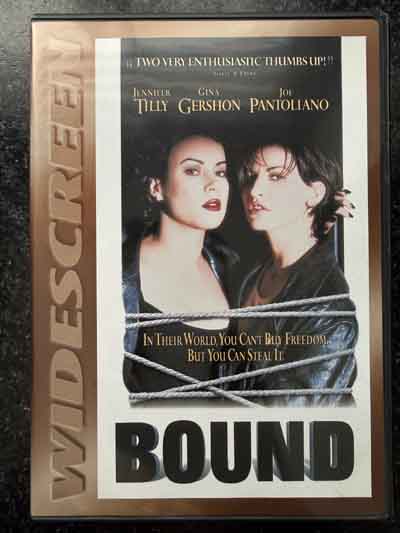 WIDESCREEN
"TWO VERY ENTHUSIASTIC THUMBS UP!"
JENNIFER TILLY
GINA GERSHON
JOE PANTOLIANO
IN THEIR WORLD, YOU CAN'T BUY FREEDOM...
BUT YOU CAN STEAL IT.
BOUND